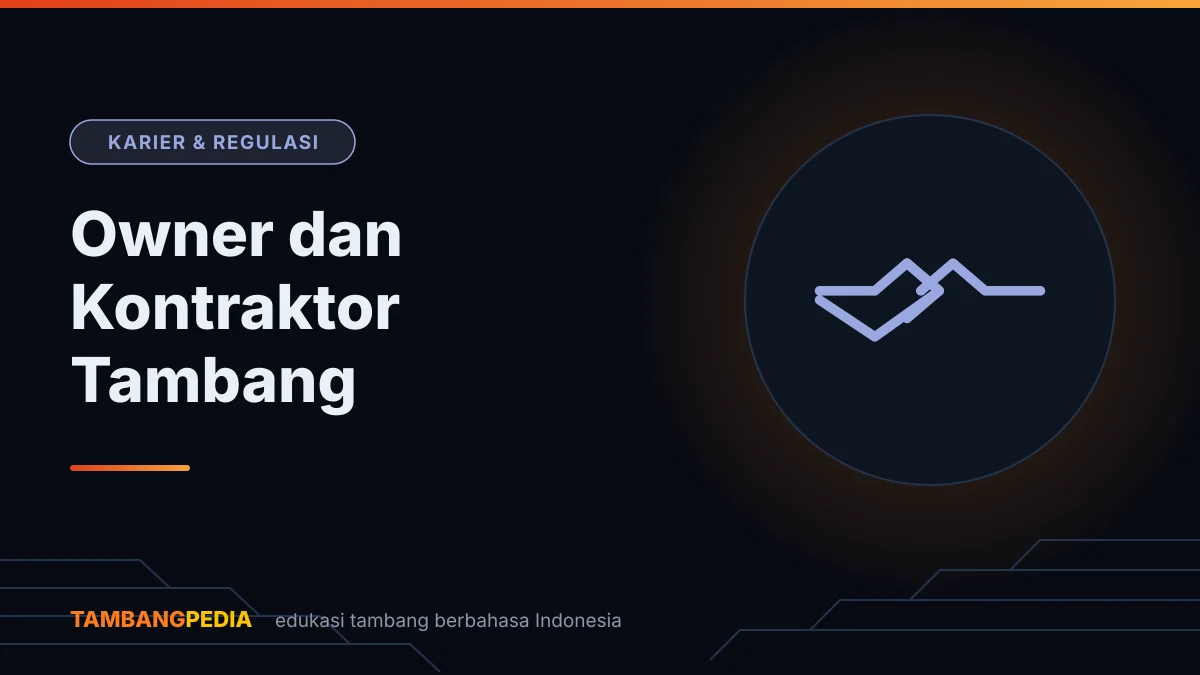 KARIER & REGULASI
Owner dan
Kontraktor
Tambang
TAMBANGPEDIA edukasi tambang berbahasa Indonesia